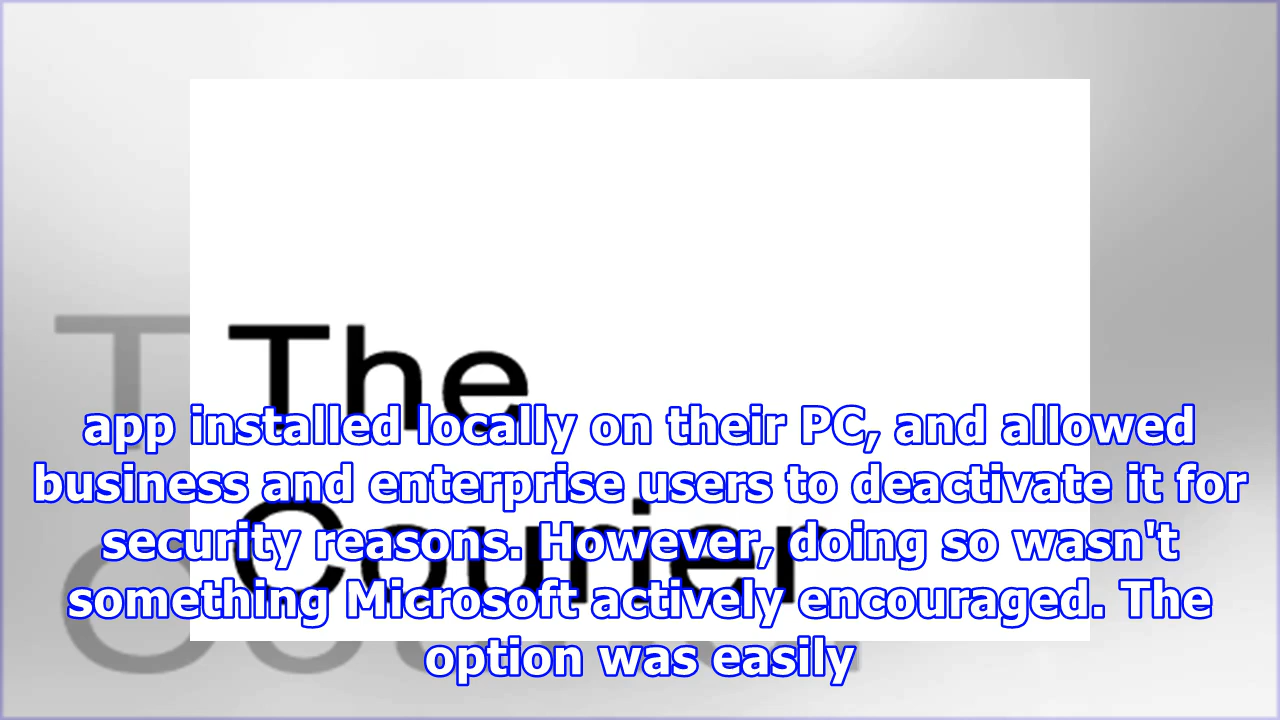 The
Courier
app installed locally on their PC, and allowed
business and enterprise users to deactivate it for
security reasons. However, doing so wasn't
something Microsoft actively encouraged. The
option was easily